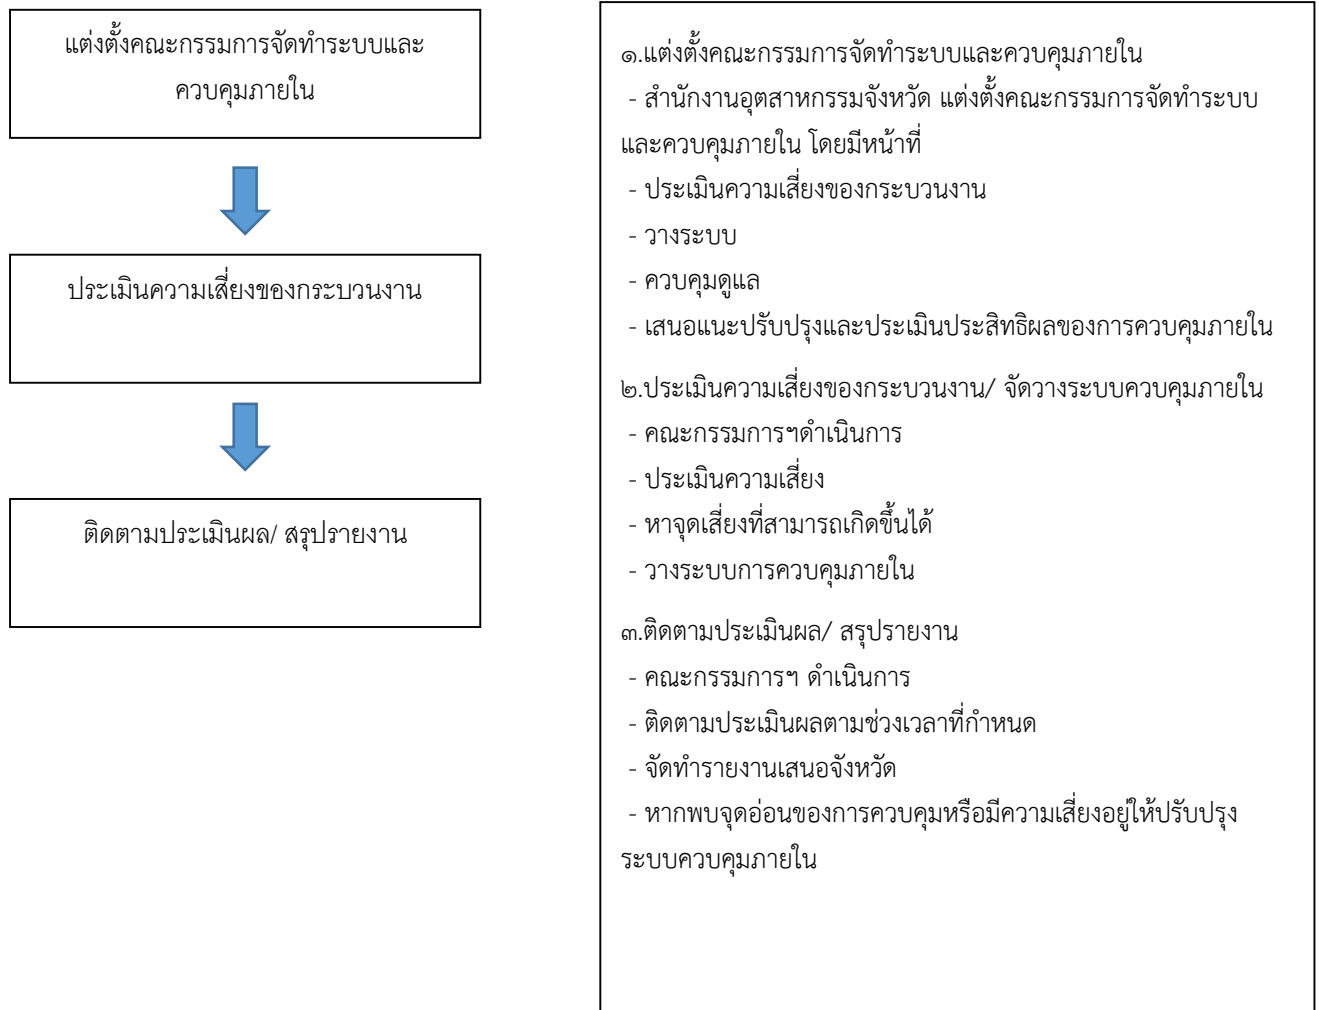 แต่งตั้งคณะกรรมการจัดทำระบบและ
ควบคุมภายใน
ประเมินความเสี่ยงของกระบวนงาน
ติดตามประเมินผล/ สรุปรายงาน
๑.แต่งตั้งคณะกรรมการจัดทำระบบและควบคุมภายใน
- สำนักงานอุตสาหกรรมจังหวัด แต่งตั้งคณะกรรมการจัดทำระบบ
และควบคุมภายใน โดยมีหน้าที่
- ประเมินความเสี่ยงของกระบวนงาน
- วางระบบ
- ควบคุมดูแล
- เสนอแนะปรับปรุงและประเมินประสิทธิผลของการควบคุมภายใน
๒.ประเมินความเสี่ยงของกระบวนงาน/ จัดวางระบบควบคุมภายใน
- คณะกรรมการฯดำเนินการ
- ประเมินความเสี่ยง
- หาจุดเสี่ยงที่สามารถเกิดขึ้นได้
- วางระบบการควบคุมภายใน
๓.ติดตามประเมินผล/ สรุปรายงาน
- คณะกรรมการฯ ดำเนินการ
- ติดตามประเมินผลตามช่วงเวลาที่กำหนด
- จัดทำรายงานเสนอจังหวัด
- หากพบจุดอ่อนของการควบคุมหรือมีความเสี่ยงอยู่ให้ปรับปรุง
ระบบควบคุมภายใน